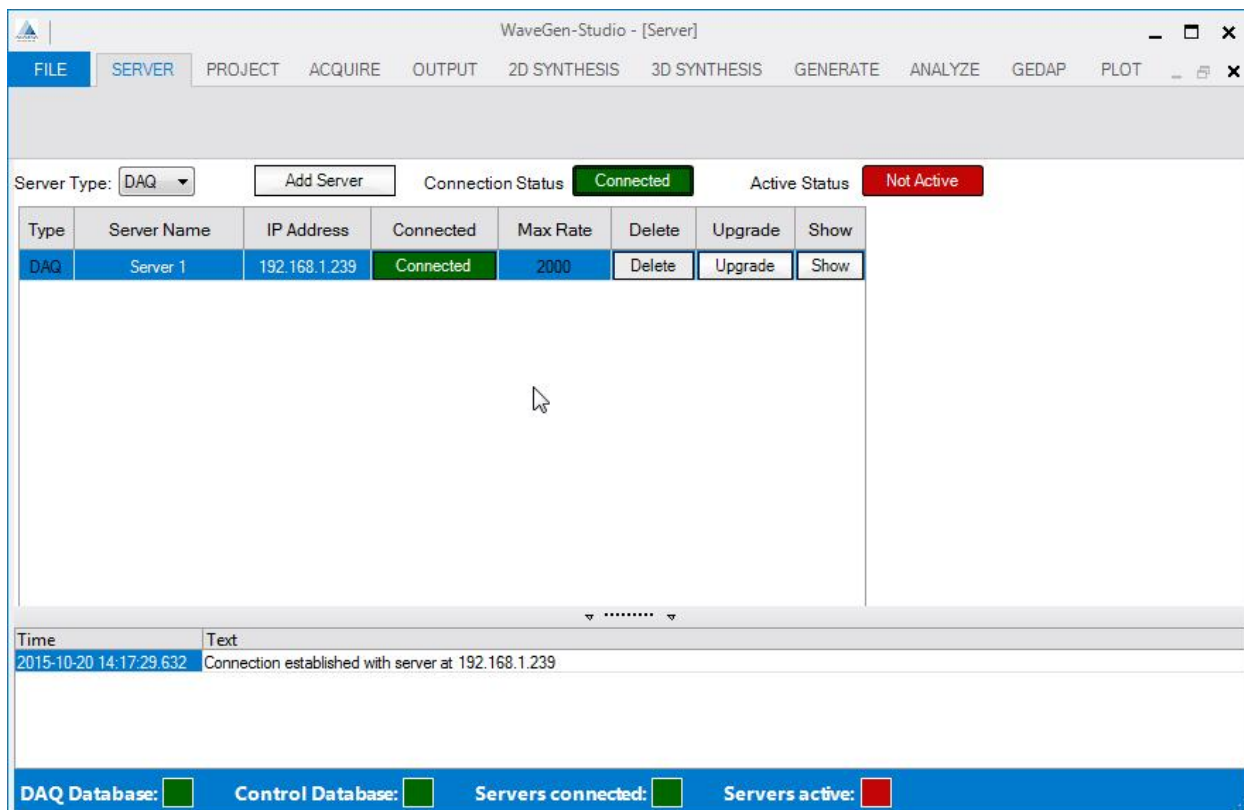 WaveGen-Studio - [Server]
FILE SERVER PROJECT ACQUIRE OUTPUT 2D SYNTHESIS 3D SYNTHESIS GENERATE ANALYZE GEDAP PLOT
Server Type: DAQ Add Server Connection Status Connected Active Status Not Active
Type Server Name IP Address Connected Max Rate Delete Upgrade Show
DAQ Server 1 192.168.1.239 Connected 2000 Delete Upgrade Show
Time Text
2015-10-20 14:17:29.632 Connection established with server at 192.168.1.239
DAQ Database: Control Database: Servers connected: Servers active: